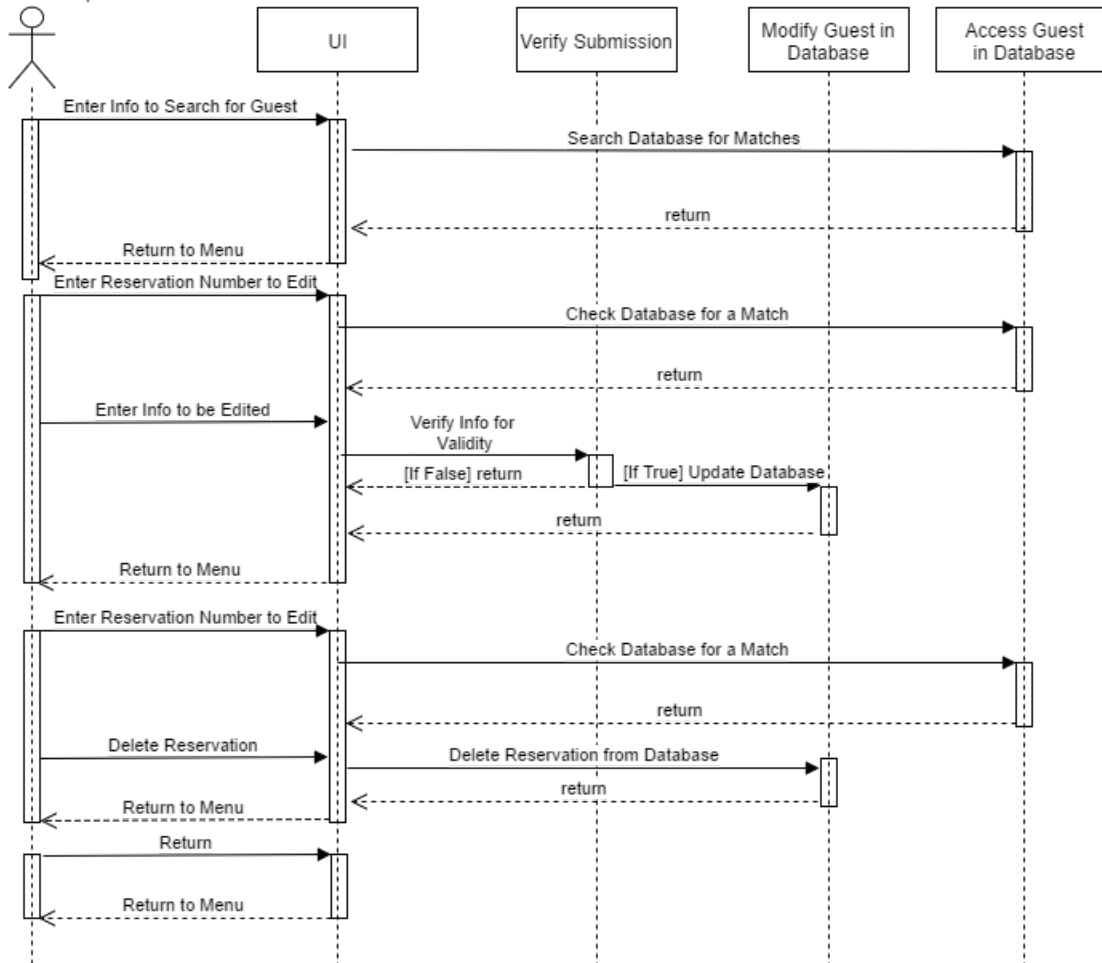 UI
Verify Submission
Modify Guest in
Database
Access Guest
in Database
Enter Info to Search for Guest
Search Database for Matches
return
Return to Menu
Enter Reservation Number to Edit
Check Database for a Match
return
Enter Info to be Edited
Verify Info for
Validity
[If False] return
[If True] Update Database
return
Return to Menu
Enter Reservation Number to Edit
Check Database for a Match
return
Delete Reservation
Delete Reservation from Database
return
Return to Menu
Return
Return to Menu